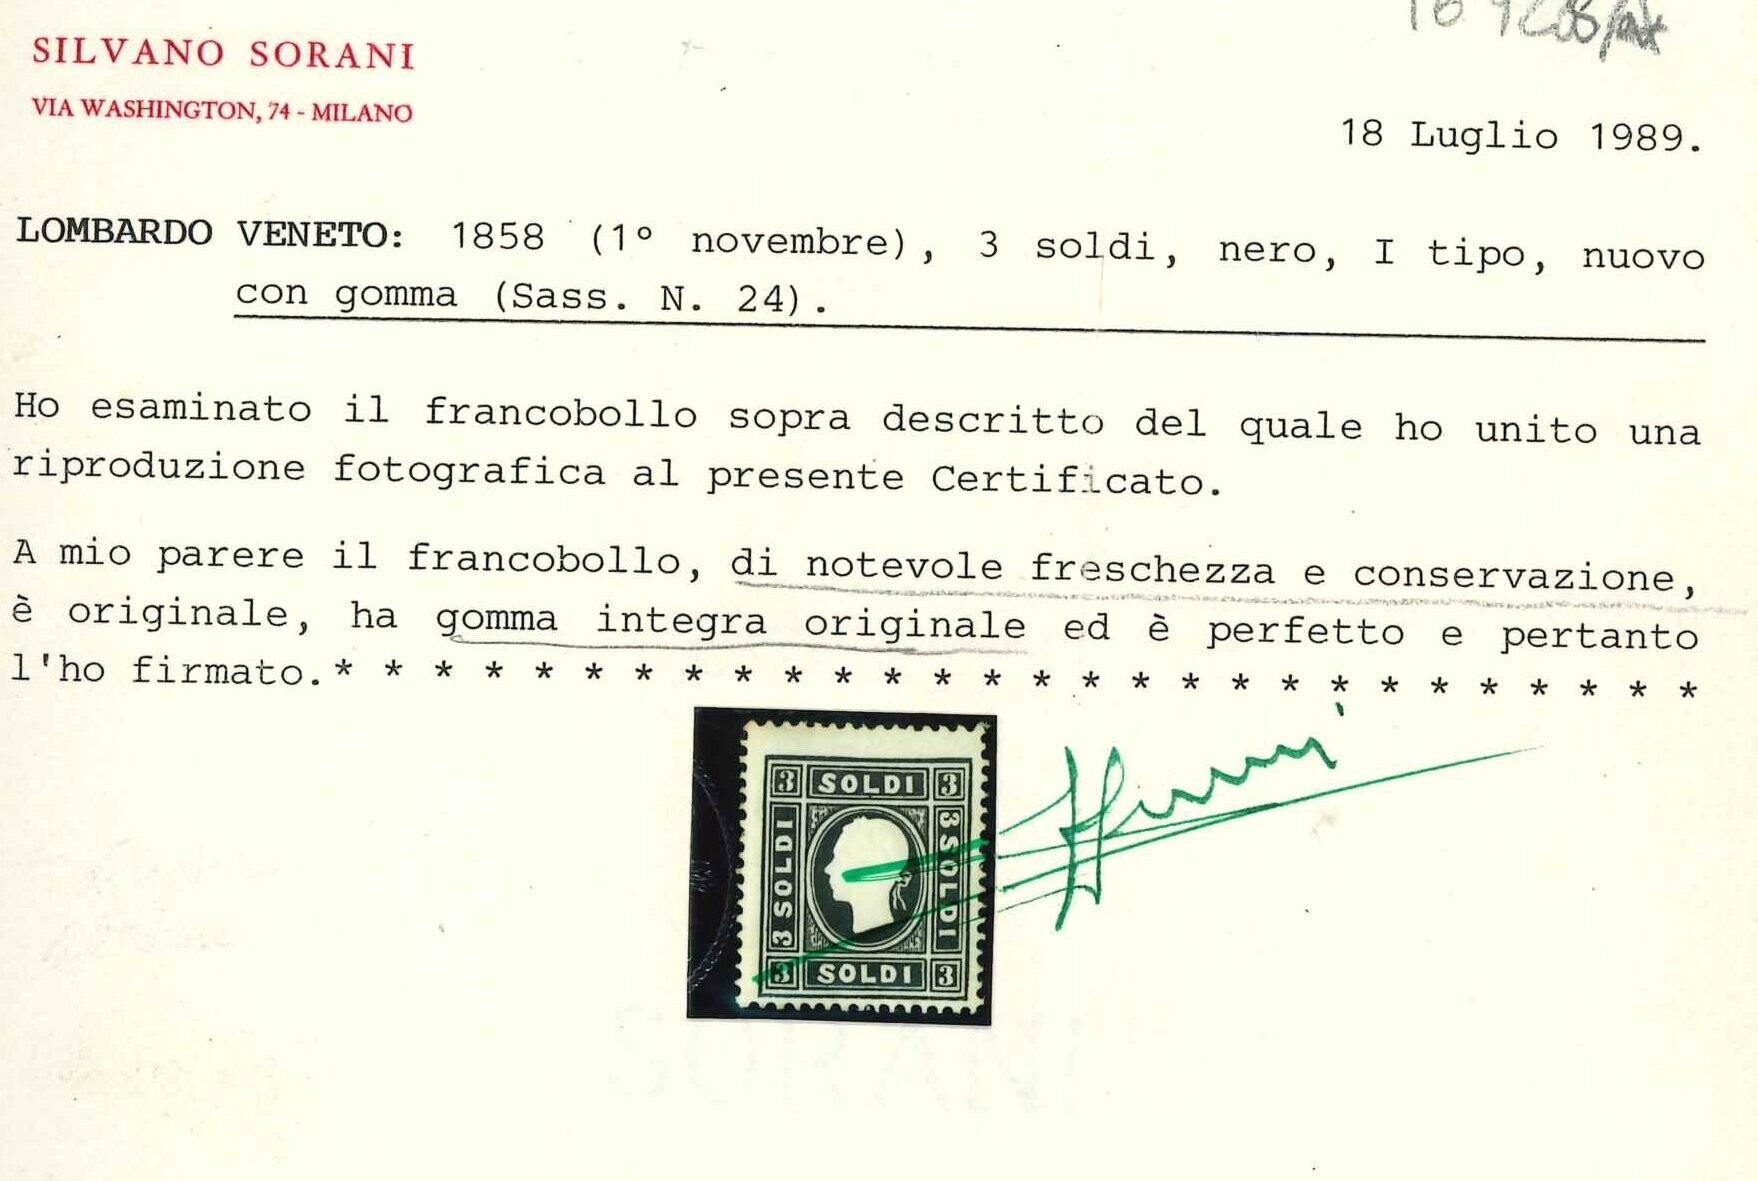 SILVANO SORANI
VIA WASHINGTON, 74 - MILANO
18 Luglio 1989.
LOMBARDO VENETO: 1858 (1° novembre), 3 soldi, nero, I tipo, nuovo
con gomma (Sass. N. 24).
Ho esaminato il francobollo sopra descritto del quale ho unito una
riproduzione fotografica al presente Certificato.
A mio parere il francobollo, di notevole freschezza e conservazione,
è originale, ha gomma integra originale ed è perfetto e pertanto
l'ho firmato.* * * * * * * * * * * * * * * * * * * * * * * * * * * *
3 SOLDI 3
3 SOLDI
3 SOLDI
3 SOLDI 3